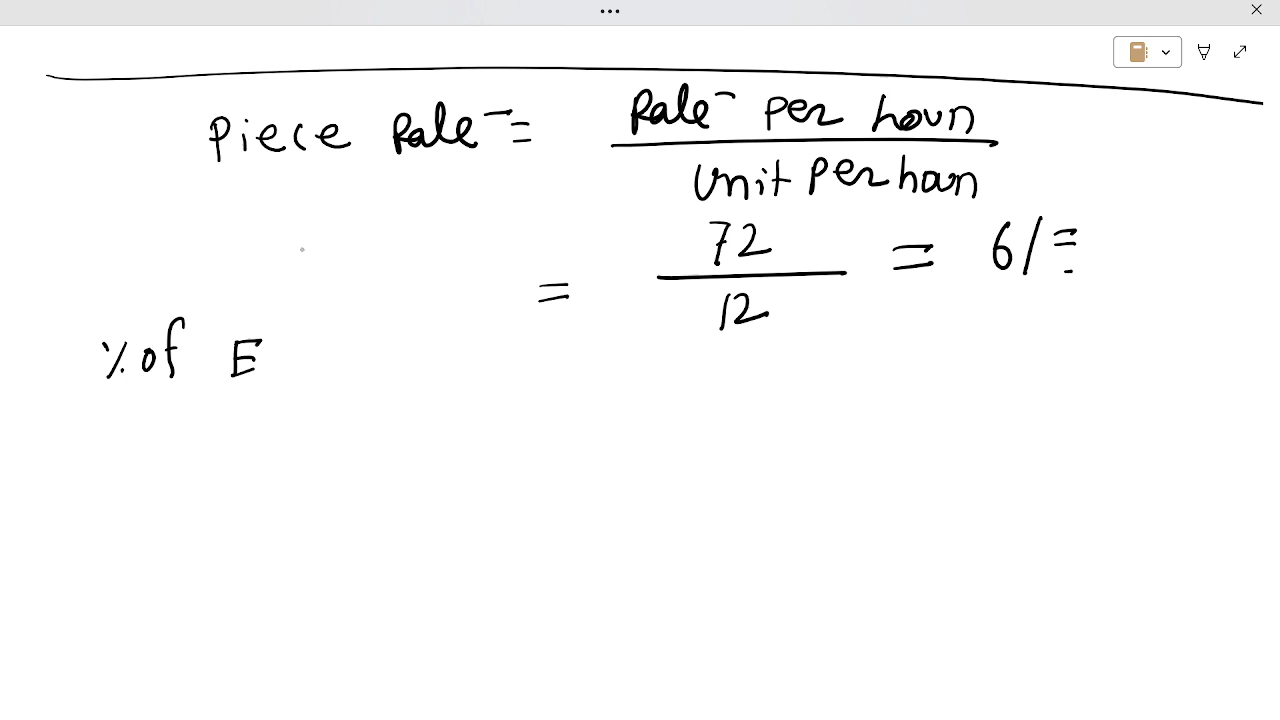 Piece Rate = Rate per hour
Unit per hour
= 72 / 12 = 6/=
% of E